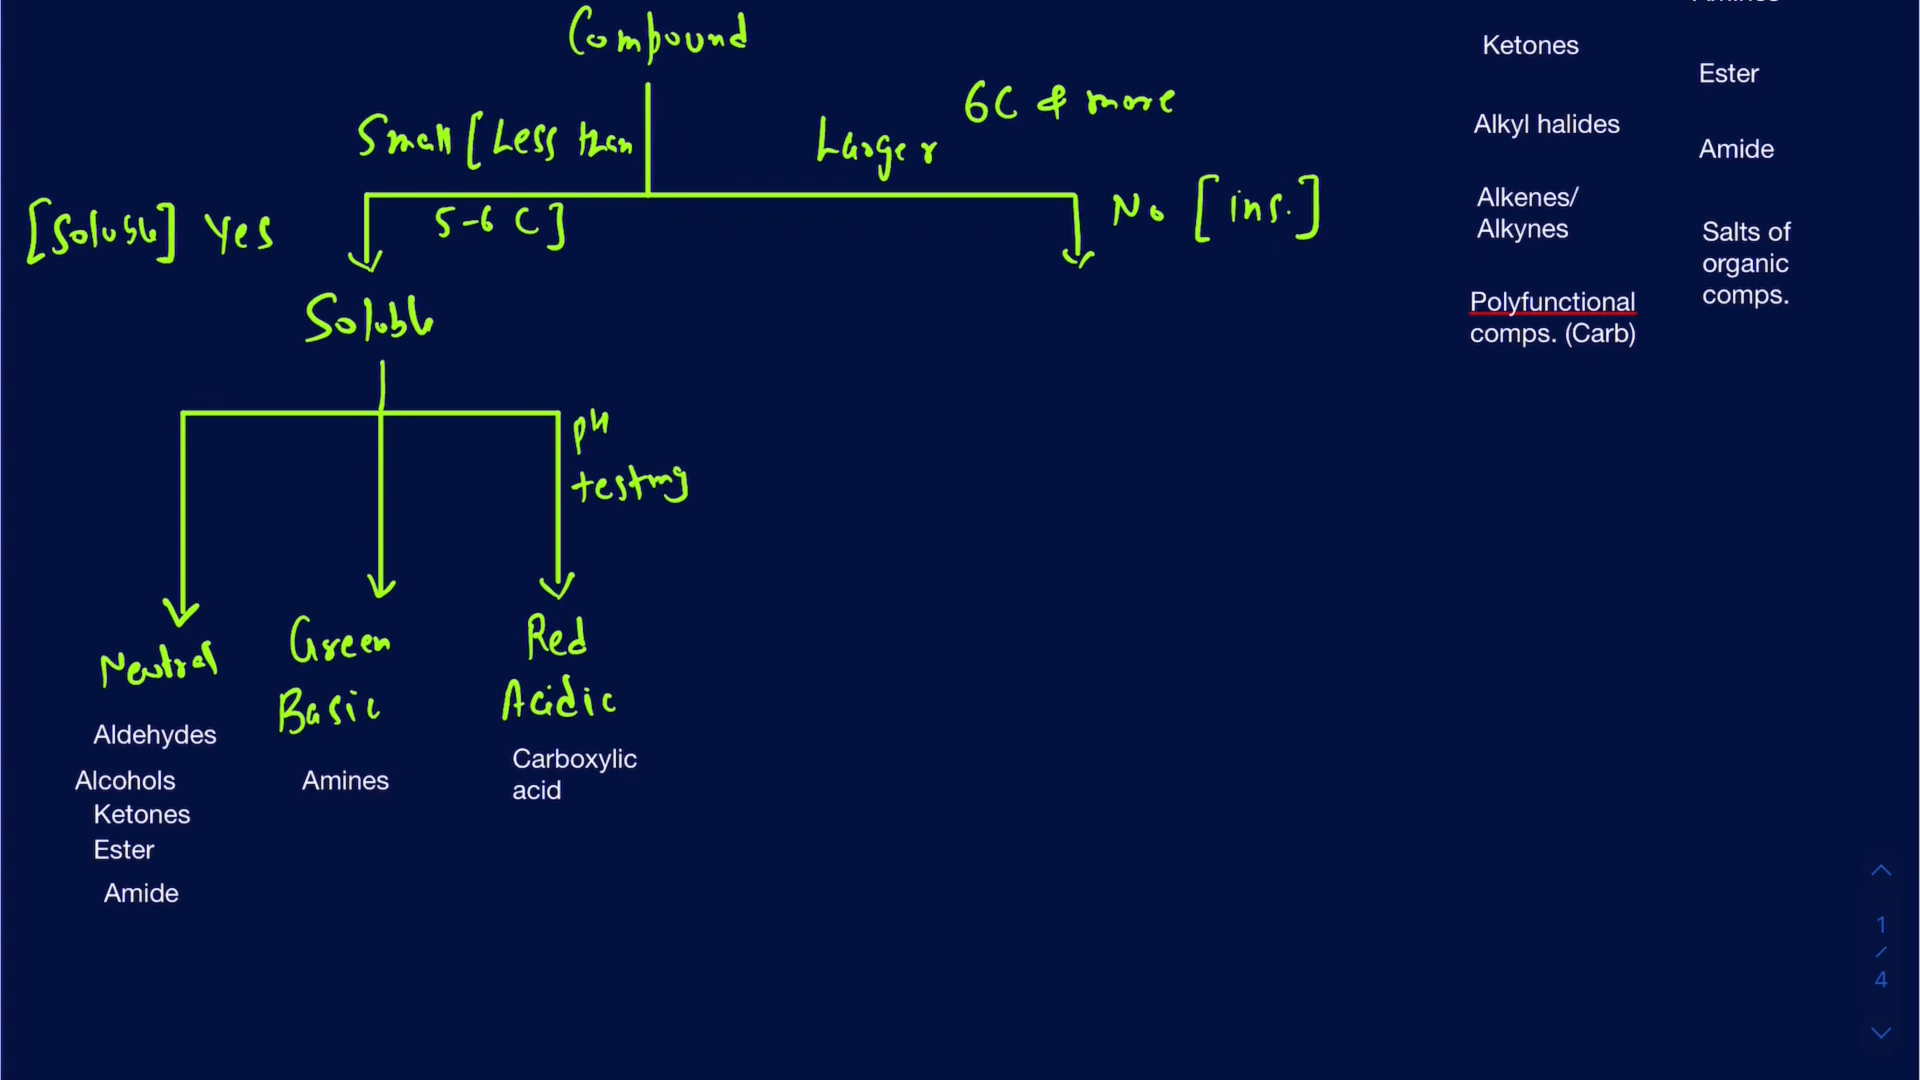 Compound
Small [Less than
5-6 C]
Larger
6C & more
[Soluble] Yes
No [ins.]
Soluble
pH
testing
Neutral
Green
Basic
Red
Acidic
Aldehydes
Alcohols
Ketones
Ester
Amide
Amines
Carboxylic
acid
Ketones
Alkyl halides
Alkenes/
Alkynes
Polyfunctional
comps. (Carb)
Amines
Ester
Amide
Salts of
organic
comps.
1
/
4